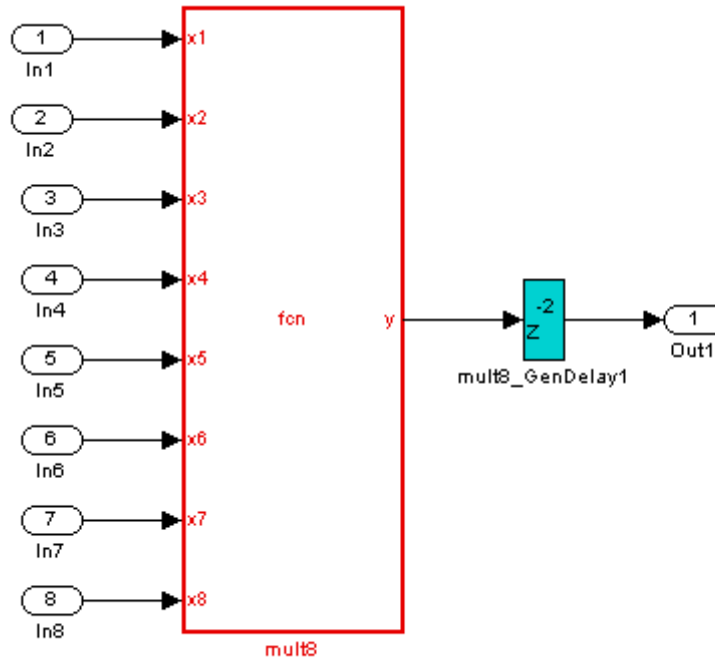 1
x1
In1
2
x2
In2
3
x3
In3
4
x4
In4
fcn
y
-2
Z
1
Out1
mult8_GenDelay1
5
x5
In5
6
x6
In6
7
x7
In7
8
x8
In8
mult8